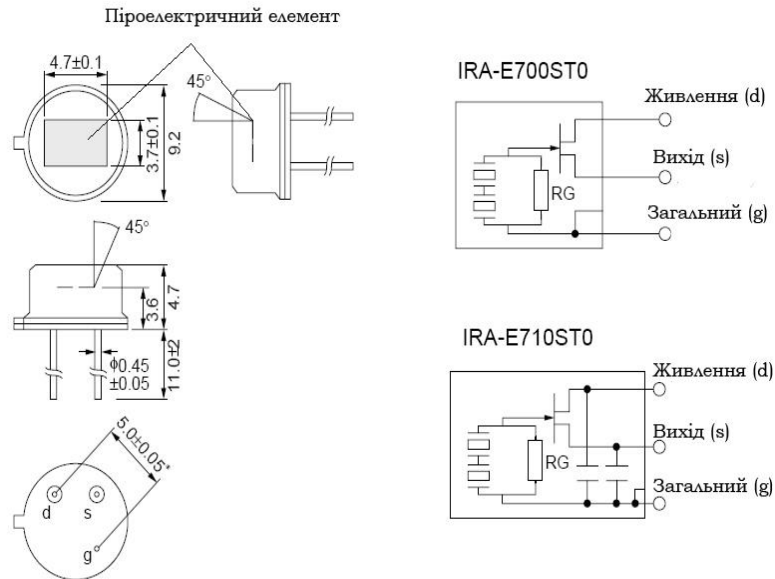 Піроелектричний елемент
4.7±0.1
45°
3.7±0.1
9.2
45°
3.6
4.7
ϕ0.45
±0.05
11.0±2
5.0±0.05*
d
s
g
IRA-E700ST0
Живлення (d)
Вихід (s)
RG
Загальний (g)
IRA-E710ST0
Живлення (d)
Вихід (s)
RG
Загальний (g)